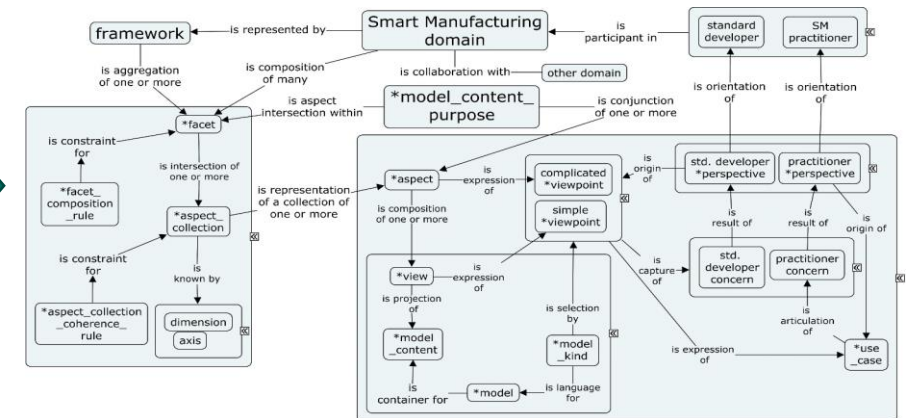 framework
is represented by
Smart Manufacturing
domain
is
participant in
standard
developer
SM
practitioner
is aggregation
of one or more
is composition
of many
is collaboration with
other domain
is aspect
intersection within
*model_content_
purpose
is conjunction
of one or more
is orientation
of
is orientation
of
*facet
is constraint
for
is intersection of
one or more
*facet
_composition
_rule
*aspect_
collection
is representation
of a collection of
one or more
is constraint
for
is
known by
*aspect_collection
_coherence_
rule
dimension
axis
*aspect
is expression
of
complicated
*viewpoint
simple
*viewpoint
is
origin of
std. developer
*perspective
practitioner
*perspective
is composition
of one or more
is
result of
is
result of
is
origin of
*view
is
expression
of
is
capture of
std.
developer
concern
practitioner
concern
is projection
of
is selection
by
is
articulation
of
*model
_content
*model
_kind
is expression
of
*use
_case
is
container for
*model
is language
for